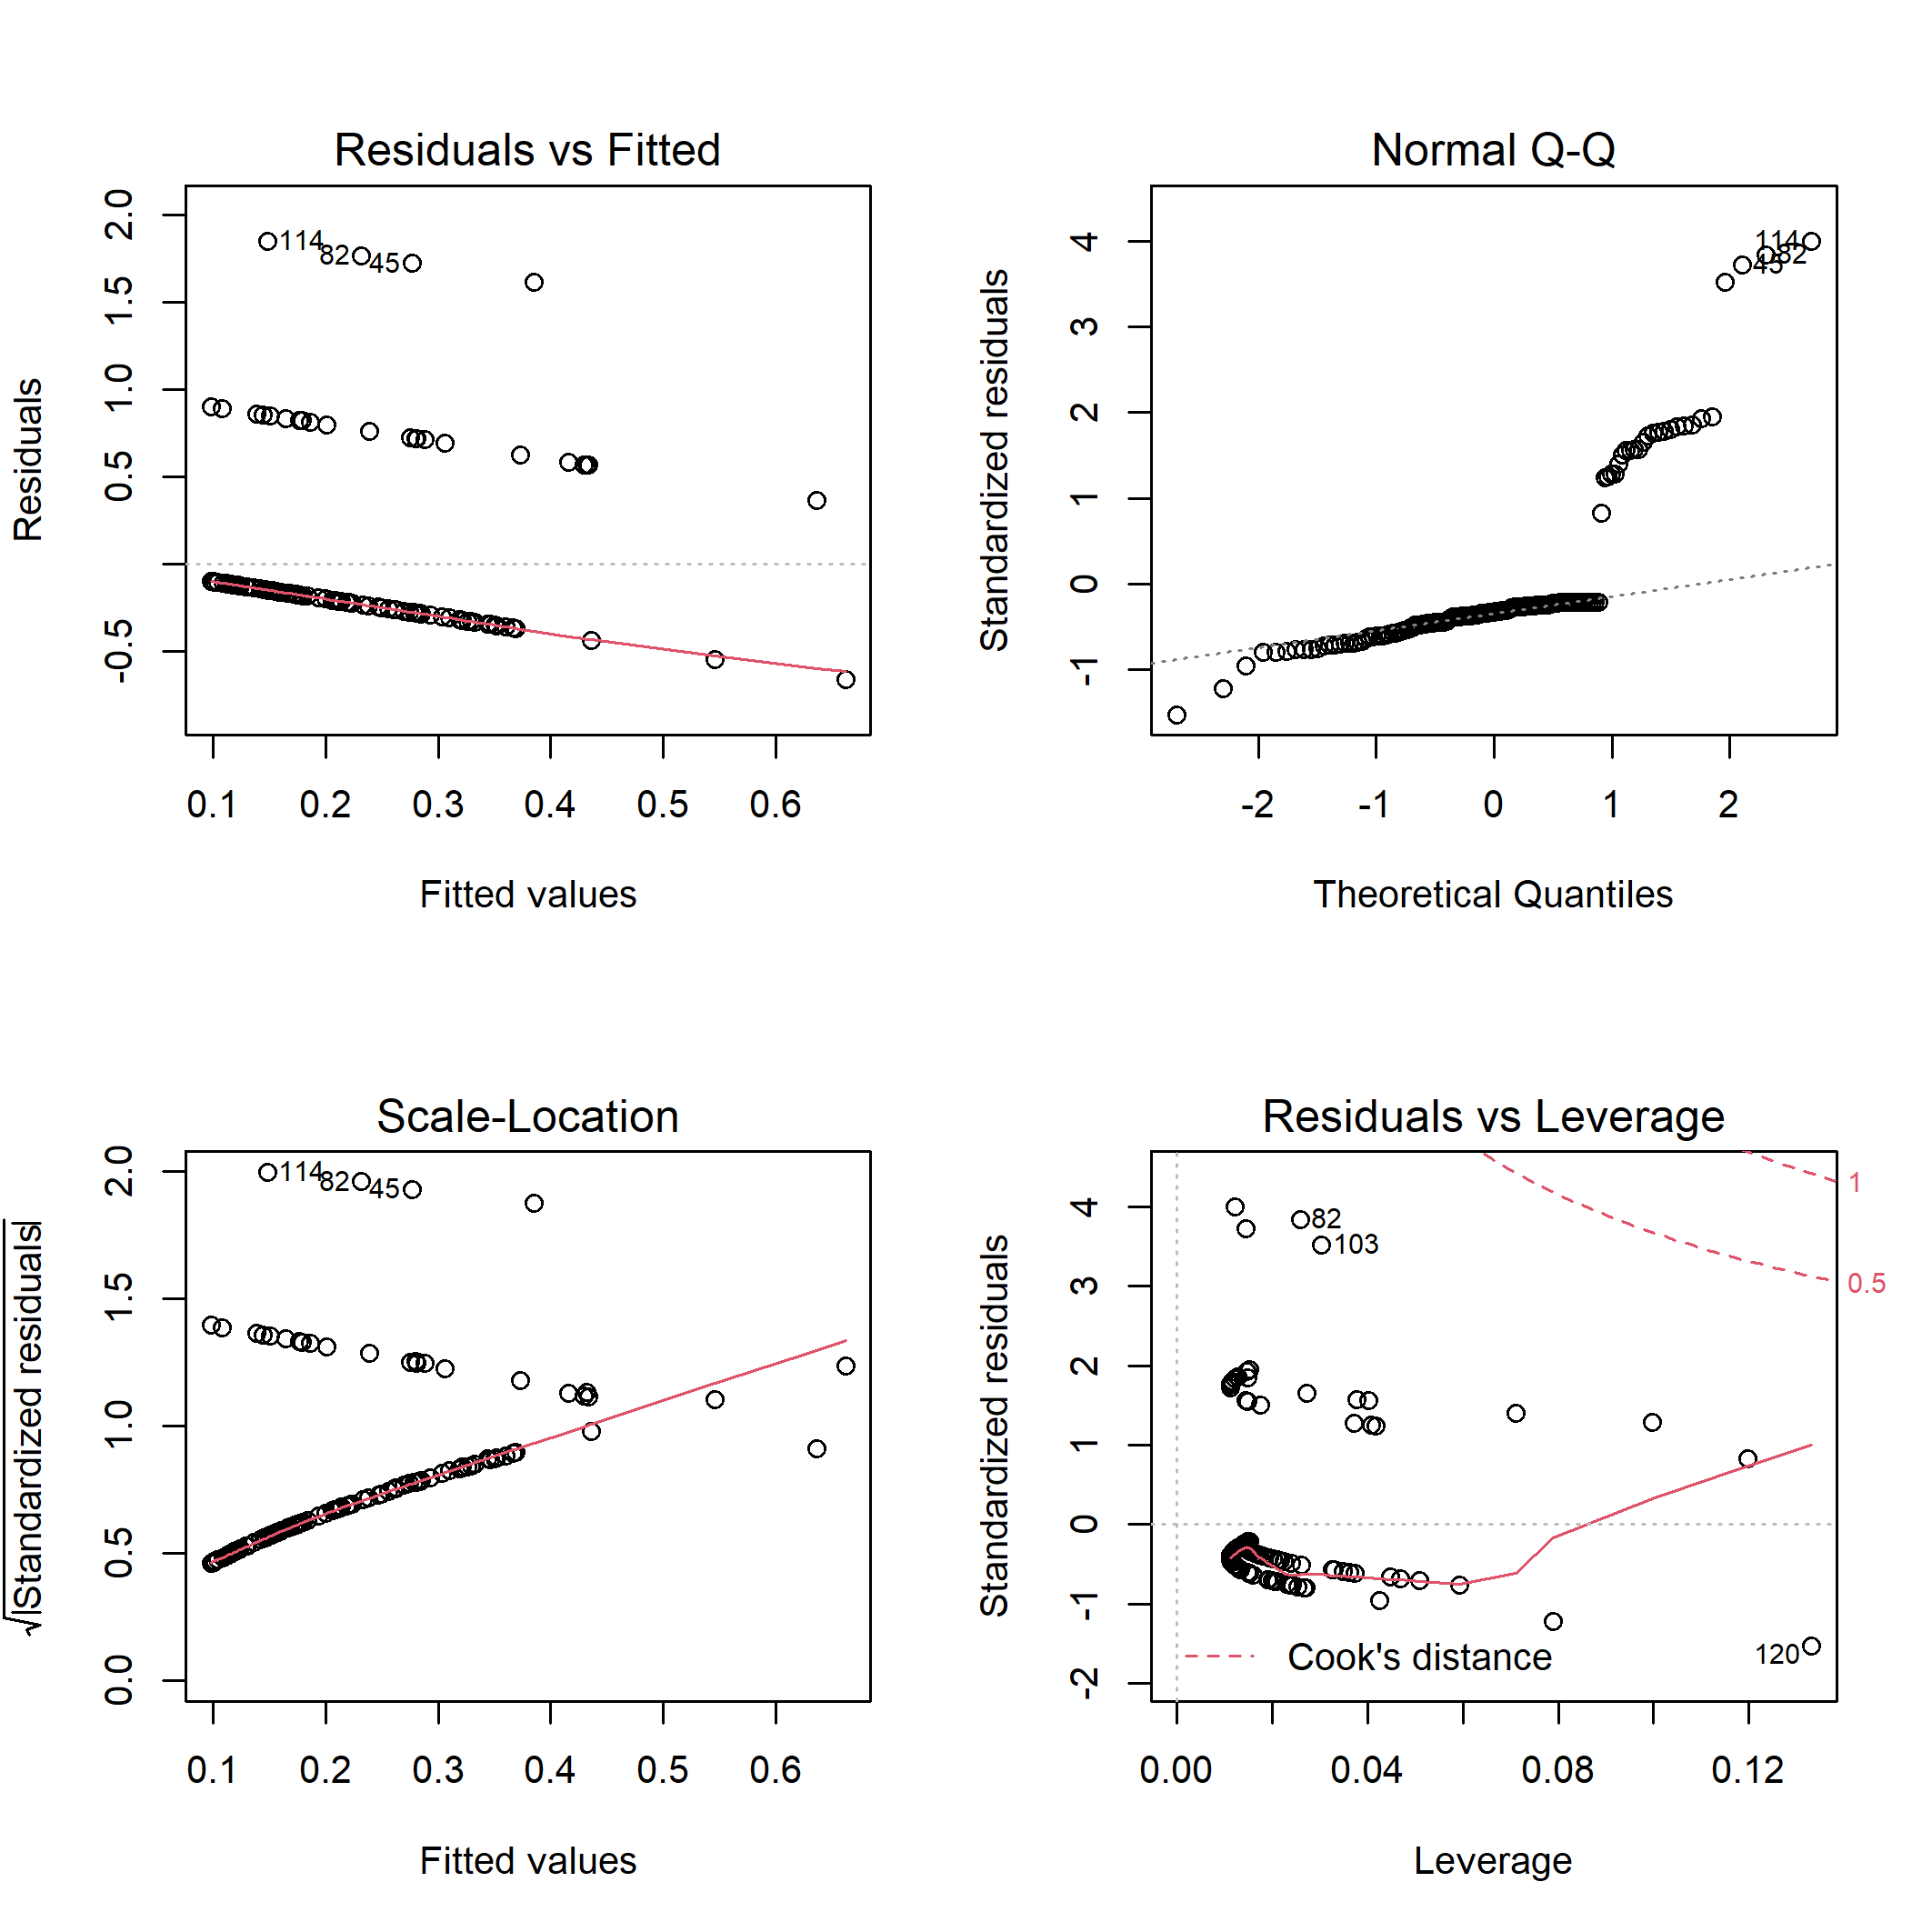 Residuals vs Fitted
Residuals
-0.5 0.5 1.0 1.5 2.0
114 82 45
0.1 0.2 0.3 0.4 0.5 0.6
Fitted values
Normal Q-Q
Standardized residuals
-1 0 1 2 3 4
114
82
45
-2 -1 0 1 2
Theoretical Quantiles
Scale-Location
√|Standardized residuals|
0.0 0.5 1.0 1.5 2.0
114 82 45
0.1 0.2 0.3 0.4 0.5 0.6
Fitted values
Residuals vs Leverage
Standardized residuals
-2 -1 0 1 2 3 4
1
82
103
0.5
120
Cook's distance
0.00 0.04 0.08 0.12
Leverage